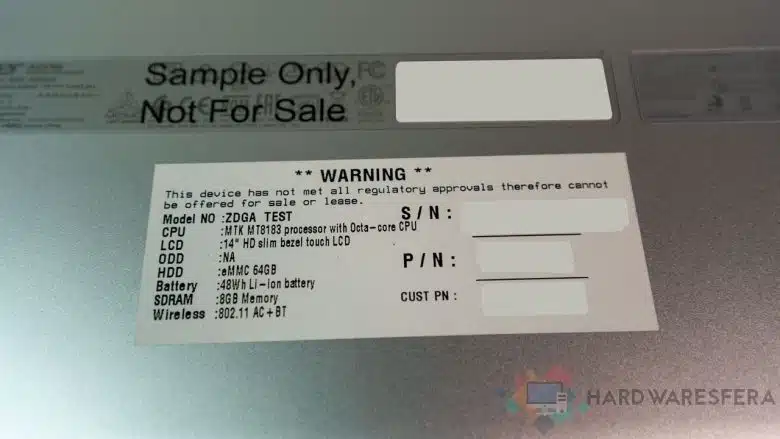 Sample Only,
Not For Sale
FC
** WARNING **
This device has not met all regulatory approvals therefore cannot
be offered for sale or lease.
Model NO :ZDGA TEST
S/N:
CPU :MTK MT8183 processor with Octa-core CPU
LCD :14" HD slim bezel touch LCD
ODD :NA
P/N:
HDD :eMMC 64GB
Battery :48Wh Li-ion battery
SDRAM :8GB Memory
CUST PN:
Wireless :802.11 AC+BT
HARDWARESFERA